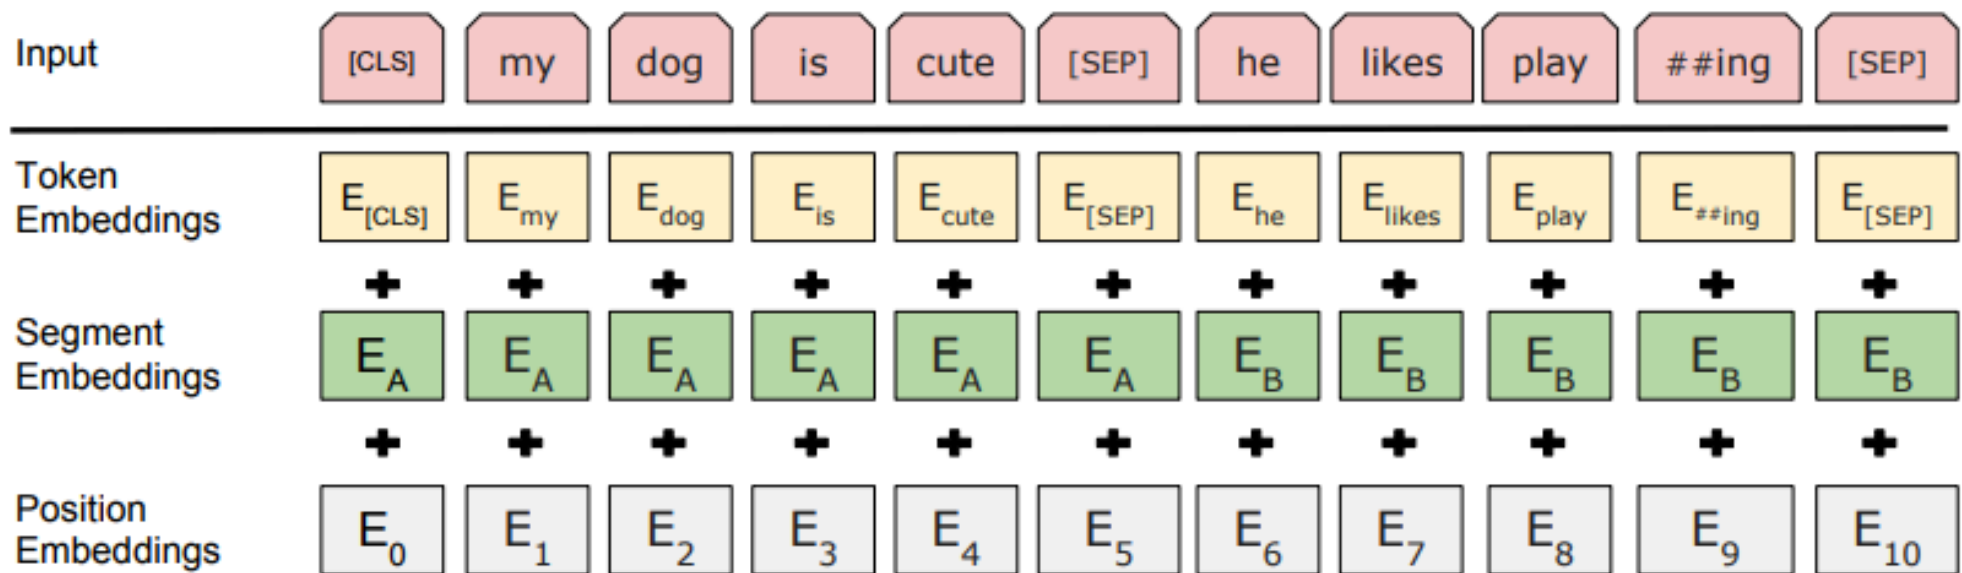 Input [CLS] my dog is cute [SEP] he likes play ##ing [SEP]
Token
Embeddings E[CLS] Emy Edog Eis Ecute E[SEP] Ehe Elikes Eplay E##ing E[SEP]
+ + + + + + + + + + +
Segment
Embeddings EA EA EA EA EA EA EB EB EB EB EB
+ + + + + + + + + + +
Position
Embeddings E0 E1 E2 E3 E4 E5 E6 E7 E8 E9 E10